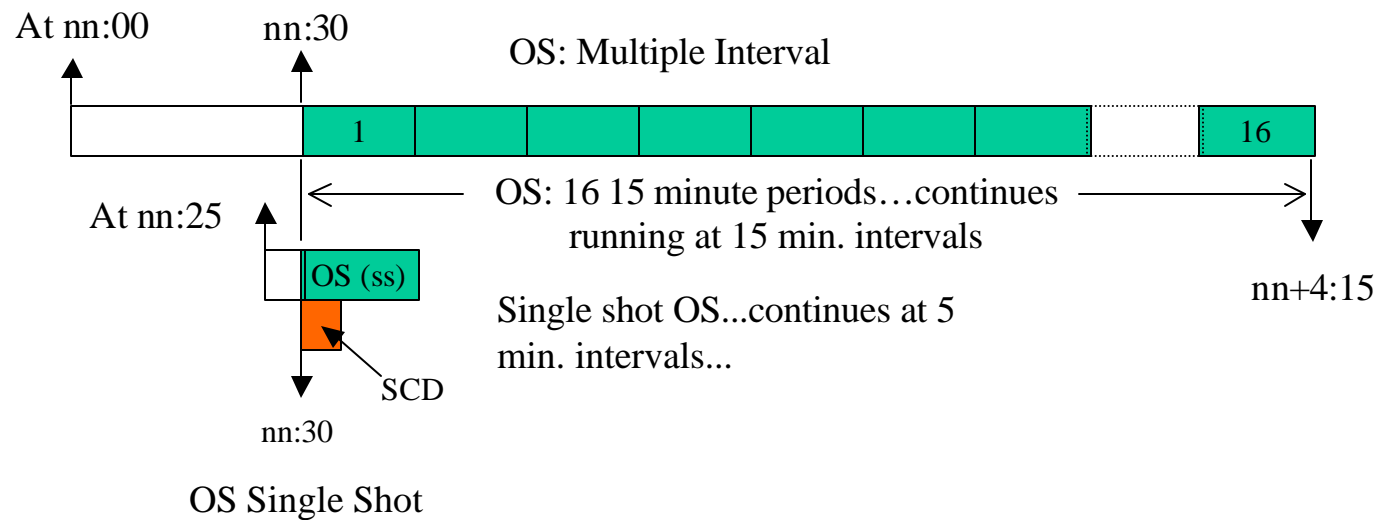 At nn:00
nn:30
OS: Multiple Interval
1
16
OS: 16 15 minute periods…continues
running at 15 min. intervals
At nn:25
OS (ss)
nn+4:15
Single shot OS...continues at 5
min. intervals...
SCD
nn:30
OS Single Shot